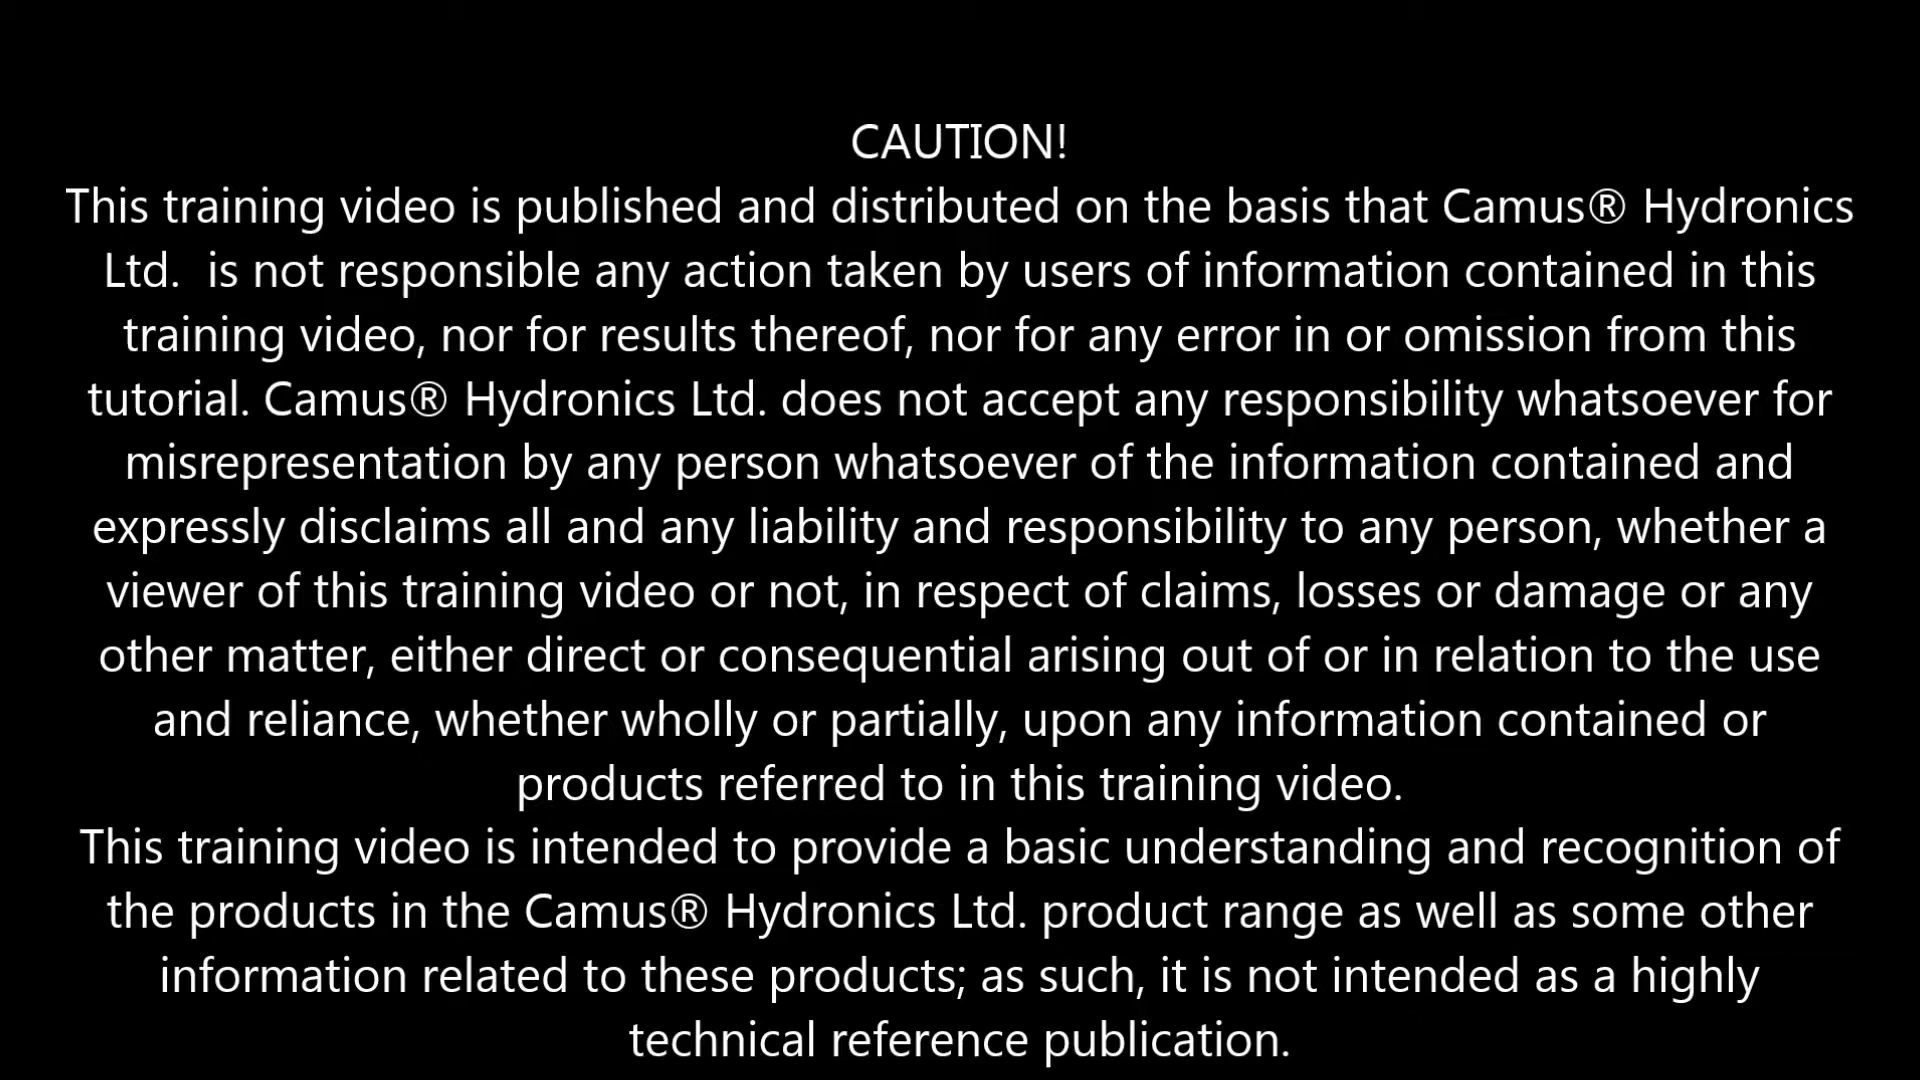 CAUTION!
This training video is published and distributed on the basis that Camus® Hydronics
Ltd.  is not responsible any action taken by users of information contained in this
training video, nor for results thereof, nor for any error in or omission from this
tutorial. Camus® Hydronics Ltd. does not accept any responsibility whatsoever for
misrepresentation by any person whatsoever of the information contained and
expressly disclaims all and any liability and responsibility to any person, whether a
viewer of this training video or not, in respect of claims, losses or damage or any
other matter, either direct or consequential arising out of or in relation to the use
and reliance, whether wholly or partially, upon any information contained or
products referred to in this training video.
This training video is intended to provide a basic understanding and recognition of
the products in the Camus® Hydronics Ltd. product range as well as some other
information related to these products; as such, it is not intended as a highly
technical reference publication.